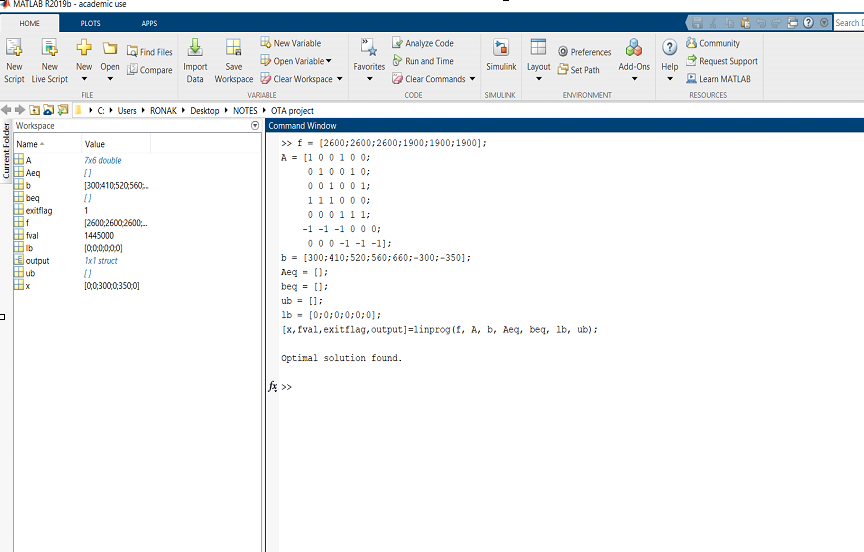 MATLAB R2019b - academic use
HOME PLOTS APPS
Search D
New Script
New Live Script
New
Open
Find Files
Compare
Import Data
Save Workspace
New Variable
Open Variable
Clear Workspace
Favorites
Analyze Code
Run and Time
Clear Commands
Simulink
Layout
Preferences
Set Path
Add-Ons
Help
Community
Request Support
Learn MATLAB
FILE VARIABLE CODE SIMULINK ENVIRONMENT RESOURCES
C: Users RONAK Desktop NOTES OTA project
Current Folder
Workspace
Name Value
A 7x6 double
Aeq []
b [300;410;520;560;...
beq []
exitflag 1
f [2600;2600;2600;...
fval 1445000
lb [0;0;0;0;0;0]
output 1x1 struct
ub []
x [0;0;300;0;350;0]
Command Window
>> f = [2600;2600;2600;1900;1900;1900];
A = [1 0 0 1 0 0;
0 1 0 0 1 0;
0 0 1 0 0 1;
1 1 1 0 0 0;
0 0 0 1 1 1;
-1 -1 -1 0 0 0;
0 0 0 -1 -1 -1];
b = [300;410;520;560;660;-300;-350];
Aeq = [];
beq = [];
ub = [];
lb = [0;0;0;0;0;0];
[x,fval,exitflag,output]=linprog(f, A, b, Aeq, beq, lb, ub);
Optimal solution found.
fx >>